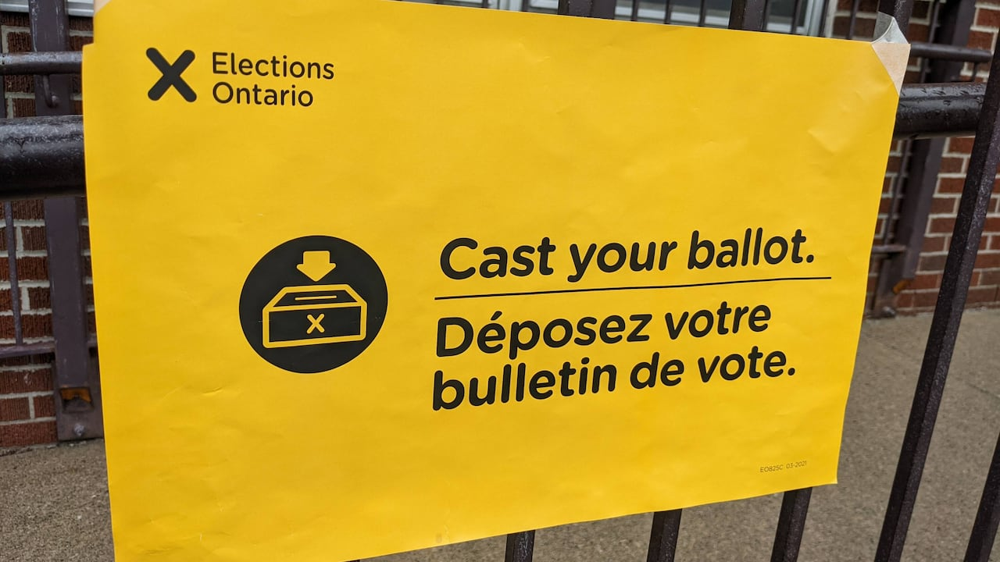 Elections
Ontario
Cast your ballot.
Déposez votre
bulletin de vote.
EO825C 03-2021